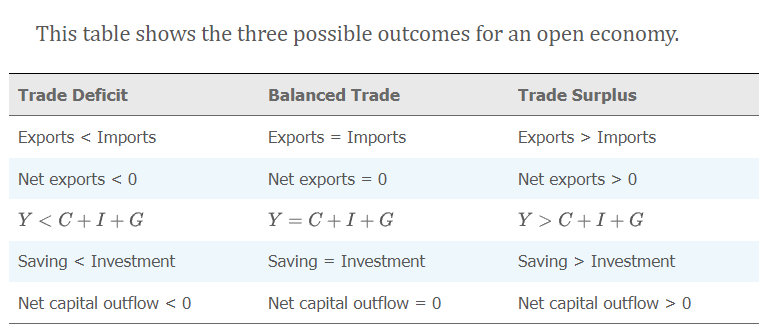 This table shows the three possible outcomes for an open economy.
Trade Deficit Balanced Trade Trade Surplus
Exports < Imports Exports = Imports Exports > Imports
Net exports < 0 Net exports = 0 Net exports > 0
Y < C + I + G Y = C + I + G Y > C + I + G
Saving < Investment Saving = Investment Saving > Investment
Net capital outflow < 0 Net capital outflow = 0 Net capital outflow > 0